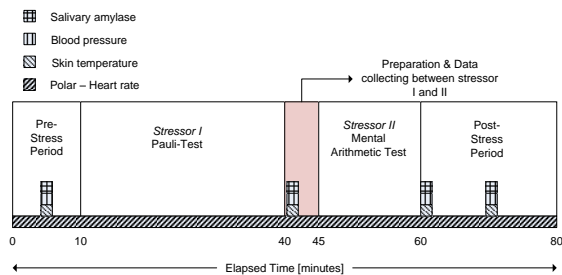 Salivary amylase
Blood pressure
Skin temperature
Polar – Heart rate
Preparation & Data
collecting between stressor
I and II
Pre-
Stress
Period
Stressor I
Pauli-Test
Stressor II
Mental
Arithmetic Test
Post-
Stress
Period
0 10 40 45 60 80
Elapsed Time [minutes]